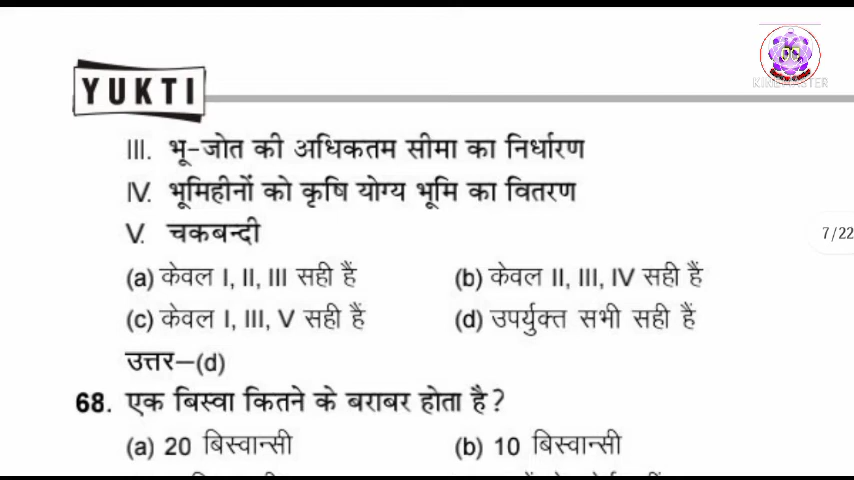 YUKTI
KINEMASTER
III. भू-जोत की अधिकतम सीमा का निर्धारण
IV. भूमिहीनों को कृषि योग्य भूमि का वितरण
V. चकबन्दी
7/22
(a) केवल I, II, III सही हैं (b) केवल II, III, IV सही हैं
(c) केवल I, III, V सही हैं (d) उपर्युक्त सभी सही हैं
उत्तर–(d)
68. एक बिस्वा कितने के बराबर होता है?
(a) 20 बिस्वान्सी (b) 10 बिस्वान्सी